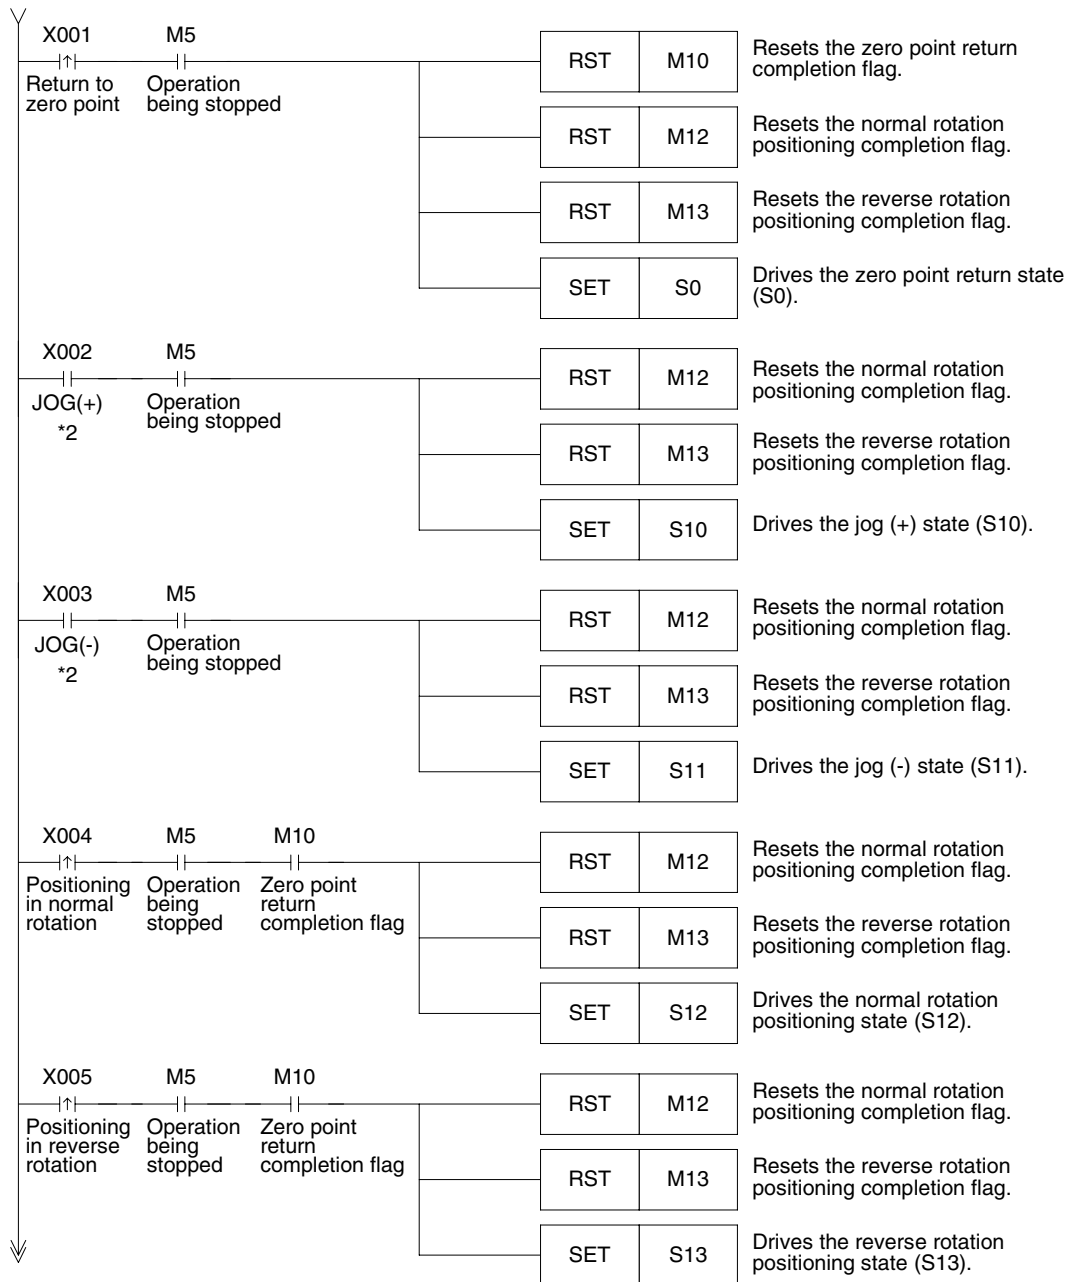 X001 M5
RST M10
Resets the zero point return
completion flag.
Return to
zero point
Operation
being stopped
RST M12
Resets the normal rotation
positioning completion flag.
RST M13
Resets the reverse rotation
positioning completion flag.
SET S0
Drives the zero point return state
(S0).
X002 M5
RST M12
Resets the normal rotation
positioning completion flag.
JOG(+)
*2
Operation
being stopped
RST M13
Resets the reverse rotation
positioning completion flag.
SET S10
Drives the jog (+) state (S10).
X003 M5
RST M12
Resets the normal rotation
positioning completion flag.
JOG(-)
*2
Operation
being stopped
RST M13
Resets the reverse rotation
positioning completion flag.
SET S11
Drives the jog (-) state (S11).
X004 M5 M10
RST M12
Resets the normal rotation
positioning completion flag.
Positioning
in normal
rotation
Operation
being
stopped
Zero point
return
completion flag
RST M13
Resets the reverse rotation
positioning completion flag.
SET S12
Drives the normal rotation
positioning state (S12).
X005 M5 M10
RST M12
Resets the normal rotation
positioning completion flag.
Positioning
in reverse
rotation
Operation
being
stopped
Zero point
return
completion flag
RST M13
Resets the reverse rotation
positioning completion flag.
SET S13
Drives the reverse rotation
positioning state (S13).